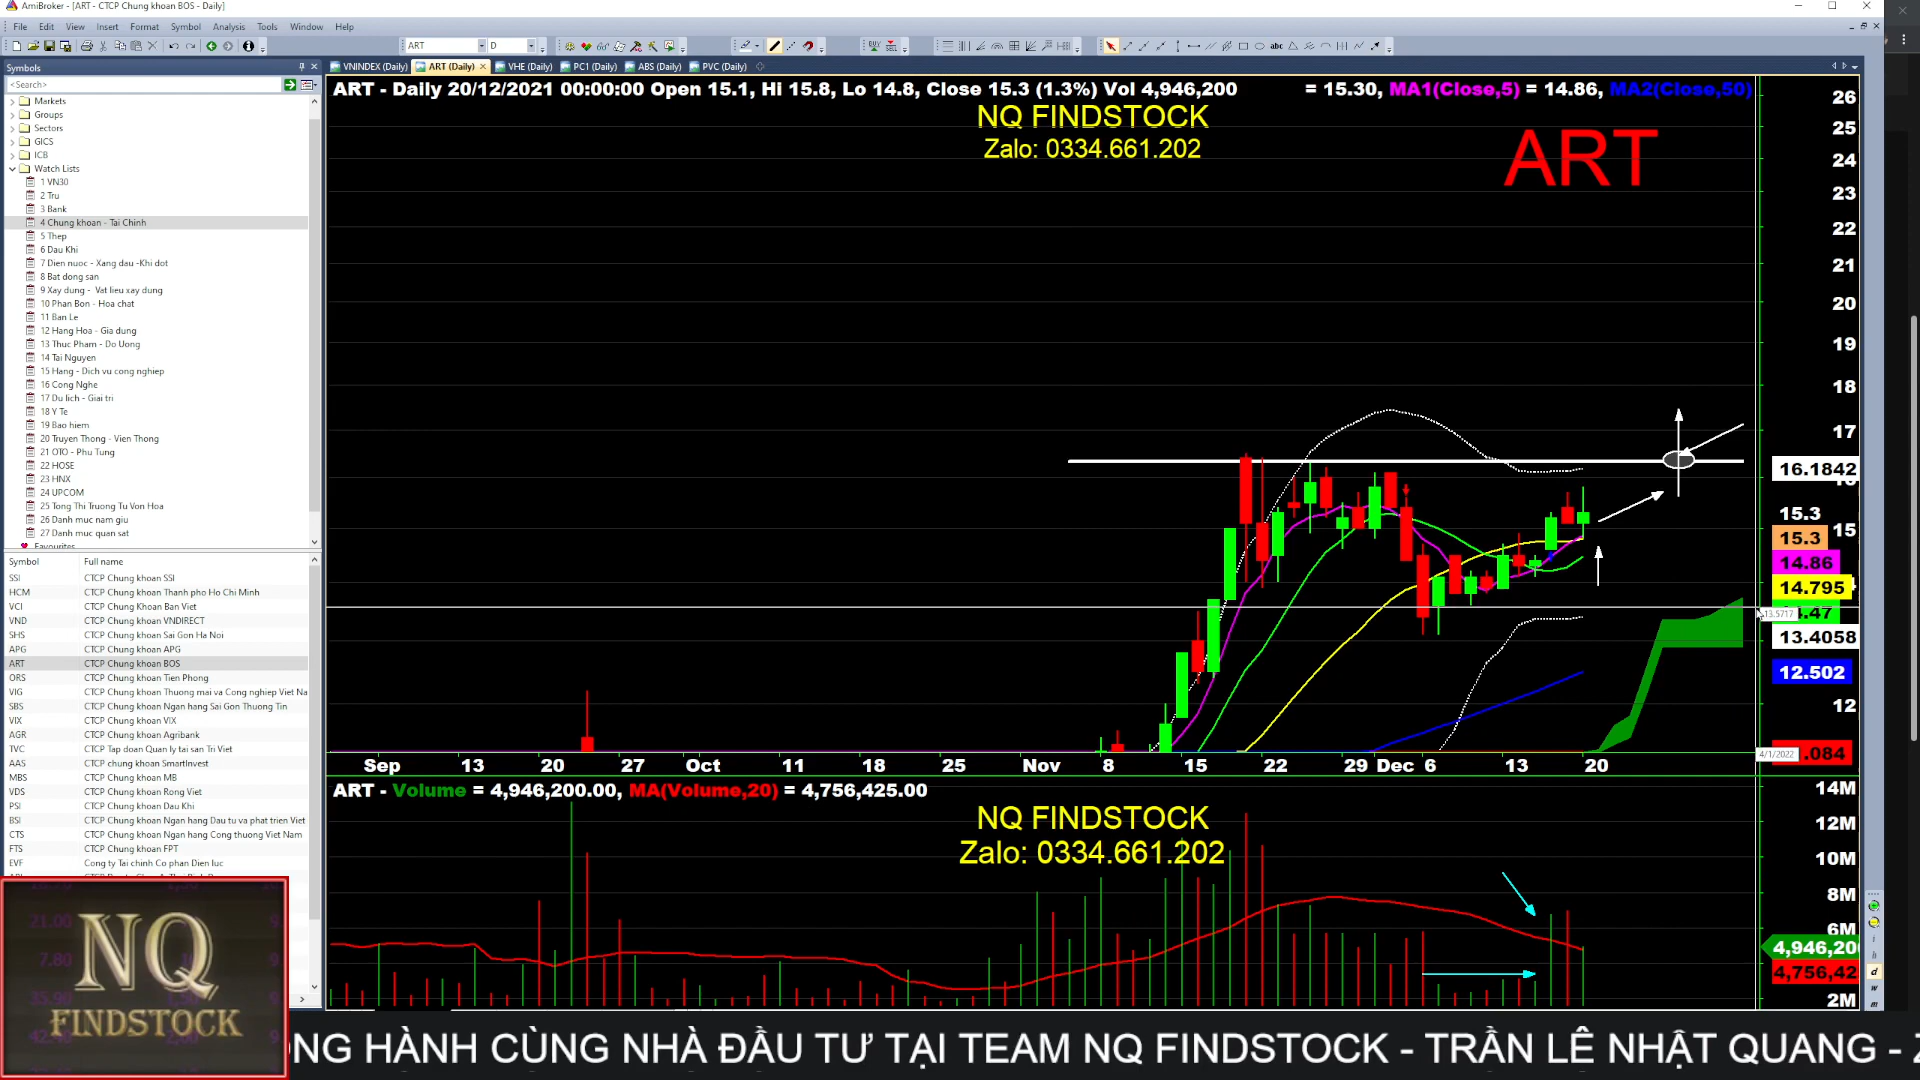 AmiBroker - [ART - CTCP Chung khoan BOS - Daily]
File Edit View Insert Format Symbol Analysis Tools Window Help
ART D
Symbols
VNINDEX (Daily) ART (Daily) VHE (Daily) PC1 (Daily) ABS (Daily) PVC (Daily)
<Search>
Markets
Groups
Sectors
GICS
ICB
Watch Lists
1 VN30
2 Tru
3 Bank
4 Chung khoan - Tai Chinh
5 Thep
6 Dau Khi
7 Dien nuoc - Xang dau -Khi dot
8 Bat dong san
9 Xay dung - Vat lieu xay dung
10 Phan Bon - Hoa chat
11 Ban Le
12 Hang Hoa - Gia dung
13 Thuc Pham - Do Uong
14 Tai Nguyen
15 Hang - Dich vu cong nghiep
16 Cong Nghe
17 Du lich - Giai tri
18 Y Te
19 Bao hiem
20 Truyen Thong - Vien Thong
21 OTO - Phu Tung
22 HOSE
23 HNX
24 UPCOM
25 Tong Thi Truong Tu Von Hoa
26 Danh muc nam giu
27 Danh muc quan sat
Favourites
Symbol Full name
SSI CTCP Chung khoan SSI
HCM CTCP Chung khoan Thanh pho Ho Chi Minh
VCI CTCP Chung Khoan Ban Viet
VND CTCP Chung khoan VNDIRECT
SHS CTCP Chung khoan Sai Gon Ha Noi
APG CTCP Chung khoan APG
ART CTCP Chung khoan BOS
ORS CTCP Chung khoan Tien Phong
VIG CTCP Chung khoan Thuong mai va Cong nghiep Viet Na
SBS CTCP Chung khoan Ngan hang Sai Gon Thuong Tin
VIX CTCP Chung khoan VIX
AGR CTCP Chung khoan Agribank
TVC CTCP Tap doan Quan ly tai san Tri Viet
AAS CTCP chung khoan SmartInvest
MBS CTCP Chung khoan MB
VDS CTCP Chung khoan Rong Viet
PSI CTCP Chung khoan Dau Khi
BSI CTCP Chung khoan Ngan hang Dau tu va phat trien Viet
CTS CTCP Chung khoan Ngan hang Cong thuong Viet Nam
FTS CTCP Chung khoan FPT
EVF Cong ty Tai chinh Co phan Dien luc
ART - Daily 20/12/2021 00:00:00 Open 15.1, Hi 15.8, Lo 14.8, Close 15.3 (1.3%) Vol 4,946,200 = 15.30, MA1(Close,5) = 14.86, MA2(Close,50)
NQ FINDSTOCK
Zalo: 0334.661.202
ART
26
25
24
23
22
21
20
19
18
17
16.1842
15.3
15
15.3
14.86
14.795
13.5717
.47
13.4058
12.502
12
4/1/2022
.084
Sep 13 20 27 Oct 11 18 25 Nov 8 15 22 29 Dec 6 13 20
ART - Volume = 4,946,200.00, MA(Volume,20) = 4,756,425.00
NQ FINDSTOCK
Zalo: 0334.661.202
14M
12M
10M
8M
6M
4,946,20
4,756,42
2M
NQ
FINDSTOCK
NG HÀNH CÙNG NHÀ ĐẦU TƯ TẠI TEAM NQ FINDSTOCK - TRẦN LÊ NHẬT QUANG -